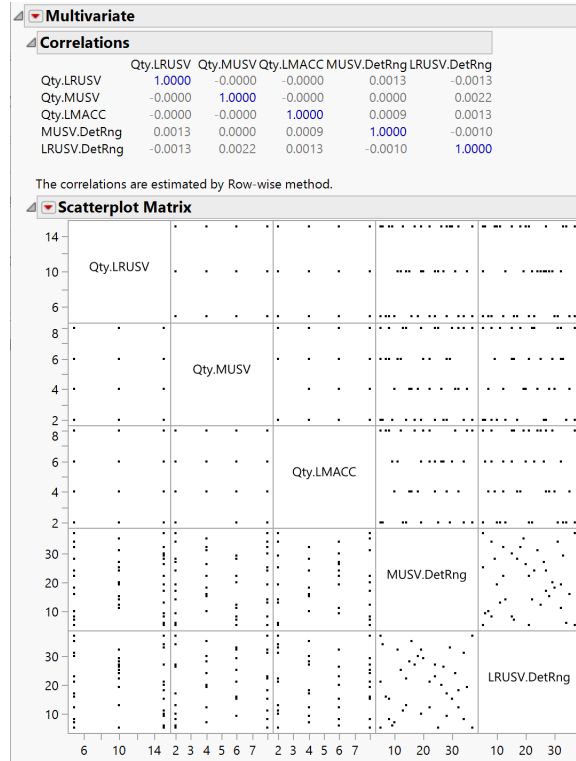 Multivariate
Correlations
Qty.LRUSV Qty.MUSV Qty.LMACC MUSV.DetRng LRUSV.DetRng
Qty.LRUSV 1.0000 -0.0000 -0.0000 0.0013 -0.0013
Qty.MUSV -0.0000 1.0000 -0.0000 0.0000 0.0022
Qty.LMACC -0.0000 -0.0000 1.0000 0.0009 0.0013
MUSV.DetRng 0.0013 0.0000 0.0009 1.0000 -0.0010
LRUSV.DetRng -0.0013 0.0022 0.0013 -0.0010 1.0000
The correlations are estimated by Row-wise method.
Scatterplot Matrix
14
10
6
Qty.LRUSV
8
6
4
2
Qty.MUSV
8
6
4
2
Qty.LMACC
30
20
10
MUSV.DetRng
30
20
10
LRUSV.DetRng
6 10 14 2 3 4 5 6 7 2 3 4 5 6 7 10 20 30 10 20 30